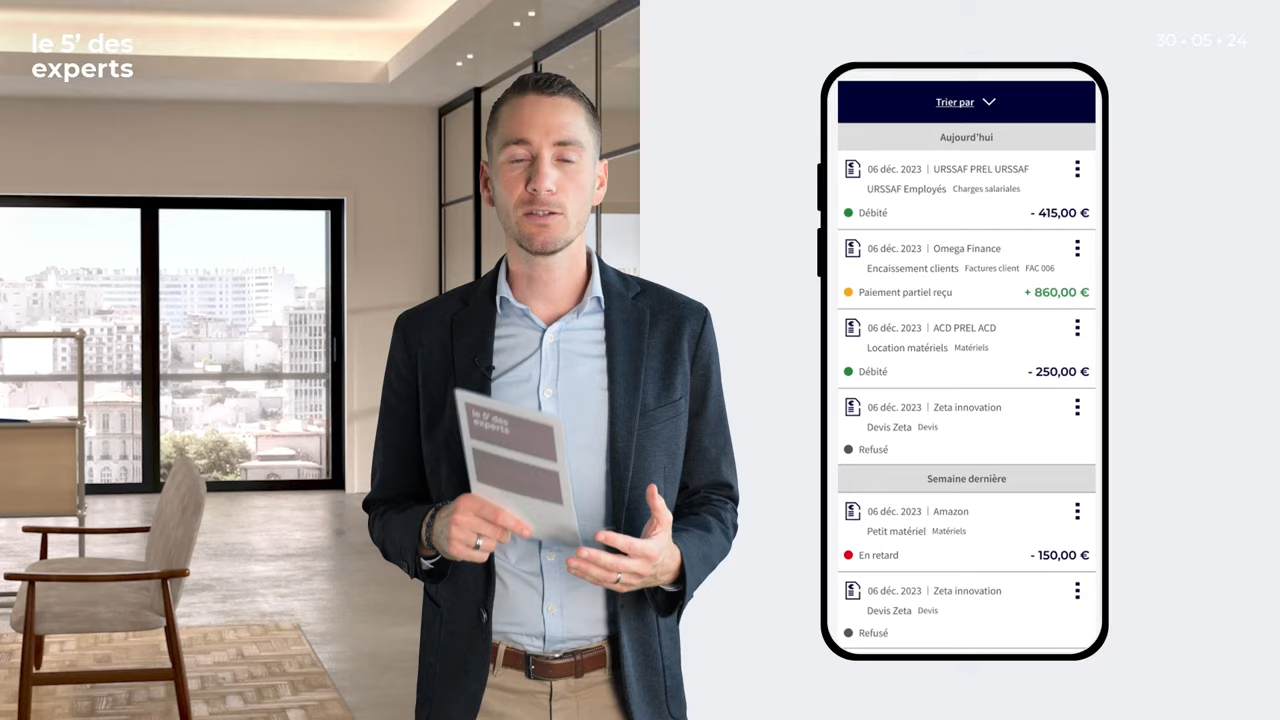 le 5’ des
experts
30 • 05 • 24
le 5' des
experts
Trier par
Aujourd'hui
06 déc. 2023 | URSSAF PREL URSSAF
URSSAF Employés Charges salariales
Débité - 415,00 €
06 déc. 2023 | Omega Finance
Encaissement clients Factures client FAC 006
Paiement partiel reçu + 860,00 €
06 déc. 2023 | ACD PREL ACD
Location matériels Matériels
Débité - 250,00 €
06 déc. 2023 | Zeta innovation
Devis Zeta Devis
Refusé
Semaine dernière
06 déc. 2023 | Amazon
Petit matériel Matériels
En retard - 150,00 €
06 déc. 2023 | Zeta innovation
Devis Zeta Devis
Refusé